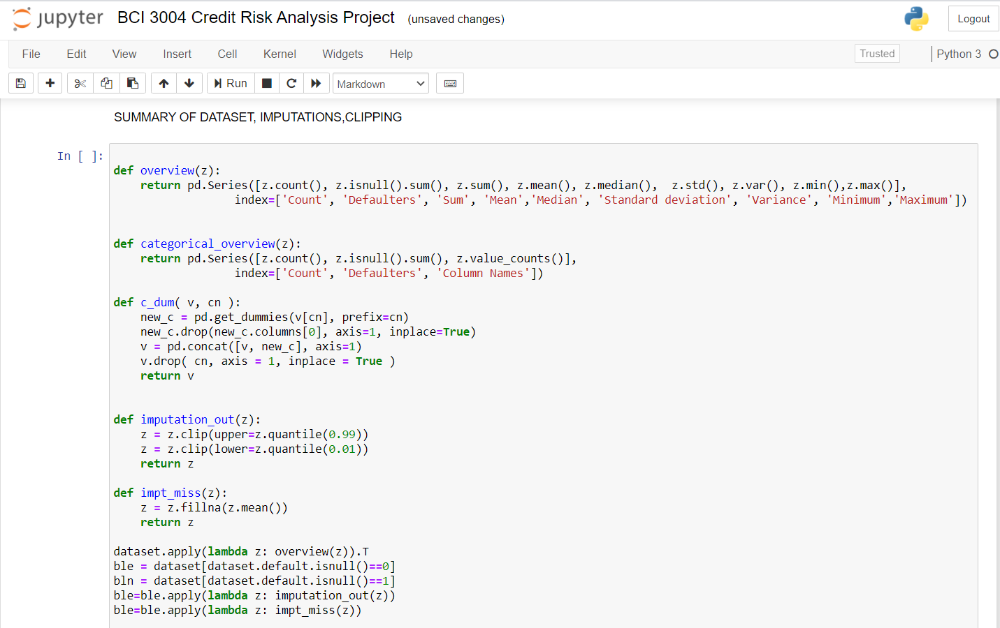 jupyter BCI 3004 Credit Risk Analysis Project (unsaved changes) Logout
File Edit View Insert Cell Kernel Widgets Help Trusted Python 3
Run Markdown
SUMMARY OF DATASET, IMPUTATIONS,CLIPPING
In [ ]:
def overview(z):
    return pd.Series([z.count(), z.isnull().sum(), z.sum(), z.mean(), z.median(),  z.std(), z.var(), z.min(),z.max()],
                  index=['Count', 'Defaulters', 'Sum', 'Mean','Median', 'Standard deviation', 'Variance', 'Minimum','Maximum'])
def categorical_overview(z):
    return pd.Series([z.count(), z.isnull().sum(), z.value_counts()],
                  index=['Count', 'Defaulters', 'Column Names'])
def c_dum( v, cn ):
    new_c = pd.get_dummies(v[cn], prefix=cn)
    new_c.drop(new_c.columns[0], axis=1, inplace=True)
    v = pd.concat([v, new_c], axis=1)
    v.drop( cn, axis = 1, inplace = True )
    return v
def imputation_out(z):
    z = z.clip(upper=z.quantile(0.99))
    z = z.clip(lower=z.quantile(0.01))
    return z
def impt_miss(z):
    z = z.fillna(z.mean())
    return z
dataset.apply(lambda z: overview(z)).T
ble = dataset[dataset.default.isnull()==0]
bln = dataset[dataset.default.isnull()==1]
ble=ble.apply(lambda z: imputation_out(z))
ble=ble.apply(lambda z: impt_miss(z))